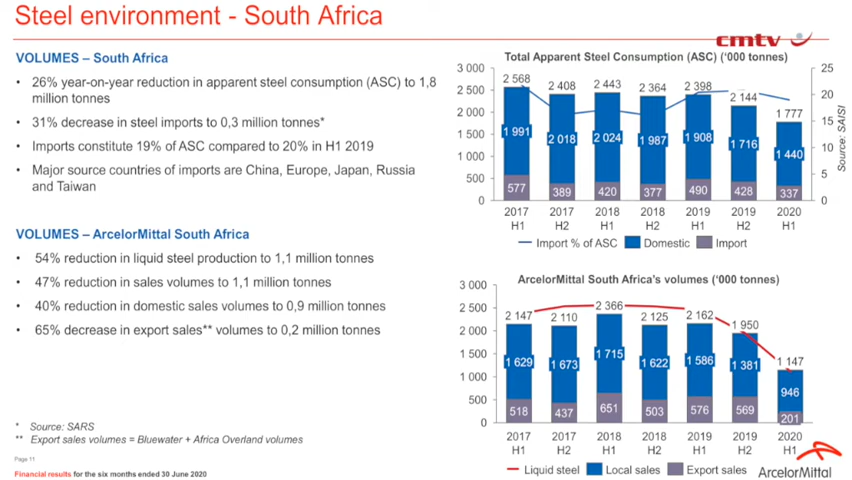 Steel environment - South Africa
cmtv
VOLUMES – South Africa
• 26% year-on-year reduction in apparent steel consumption (ASC) to 1,8
million tonnes
• 31% decrease in steel imports to 0,3 million tonnes*
• Imports constitute 19% of ASC compared to 20% in H1 2019
• Major source countries of imports are China, Europe, Japan, Russia
and Taiwan
VOLUMES – ArcelorMittal South Africa
• 54% reduction in liquid steel production to 1,1 million tonnes
• 47% reduction in sales volumes to 1,1 million tonnes
• 40% reduction in domestic sales volumes to 0,9 million tonnes
• 65% decrease in export sales** volumes to 0,2 million tonnes
* Source: SARS
** Export sales volumes = Bluewater + Africa Overland volumes
Page 11
Financial results for the six months ended 30 June 2020
Total Apparent Steel Consumption (ASC) ('000 tonnes)
3 000
2 500
2 000
1 500
1 000
500
0
2 568 2 408 2 443 2 364 2 398 2 144 1 777
1 991 2 018 2 024 1 987 1 908 1 716 1 440
577 389 420 377 490 428 337
25
20
15
10
5
0
Source: SAISI
2017 2017 2018 2018 2019 2019 2020
H1 H2 H1 H2 H1 H2 H1
Import % of ASC Domestic Import
ArcelorMittal South Africa's volumes ('000 tonnes)
3 000
2 500
2 000
1 500
1 000
500
0
2 147 2 110 2 366 2 125 2 162 1 950 1 147
1 629 1 673 1 715 1 622 1 586 1 381 946
518 437 651 503 576 569 201
2017 2017 2018 2018 2019 2019 2020
H1 H2 H1 H2 H1 H2 H1
Liquid steel Local sales Export sales
ArcelorMittal